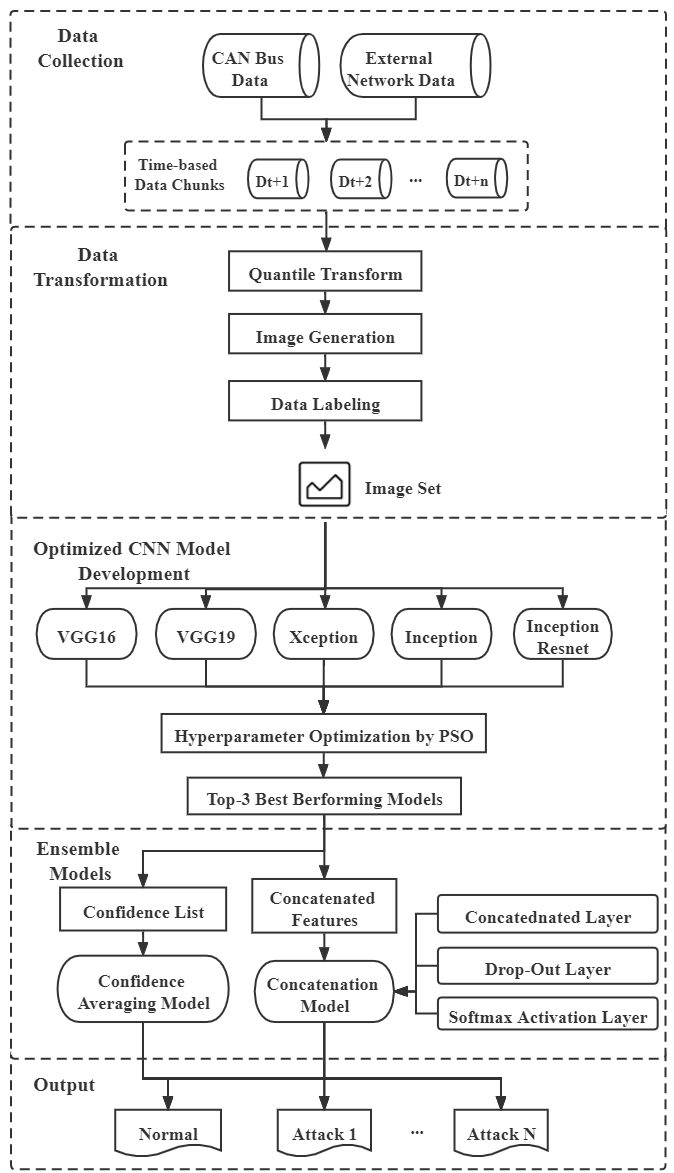 Data
Collection
CAN Bus
Data
External
Network Data
Time-based
Data Chunks
Dt+1
Dt+2
...
Dt+n
Data
Transformation
Quantile Transform
Image Generation
Data Labeling
Image Set
Optimized CNN Model
Development
VGG16
VGG19
Xception
Inception
Inception
Resnet
Hyperparameter Optimization by PSO
Top-3 Best Berforming Models
Ensemble
Models
Confidence List
Concatenated
Features
Concatednated Layer
Drop-Out Layer
Softmax Activation Layer
Confidence
Averaging Model
Concatenation
Model
Output
Normal
Attack 1
...
Attack N